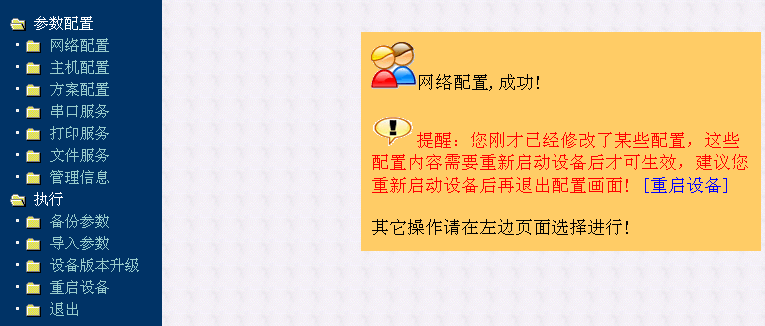 参数配置
网络配置
主机配置
方案配置
串口服务
打印服务
文件服务
管理信息
执行
备份参数
导入参数
设备版本升级
重启设备
退出
网络配置,成功!
提醒：您刚才已经修改了某些配置，这些
配置内容需要重新启动设备后才可生效，建议您
重新启动设备后再退出配置画面! [重启设备]
其它操作请在左边页面选择进行!